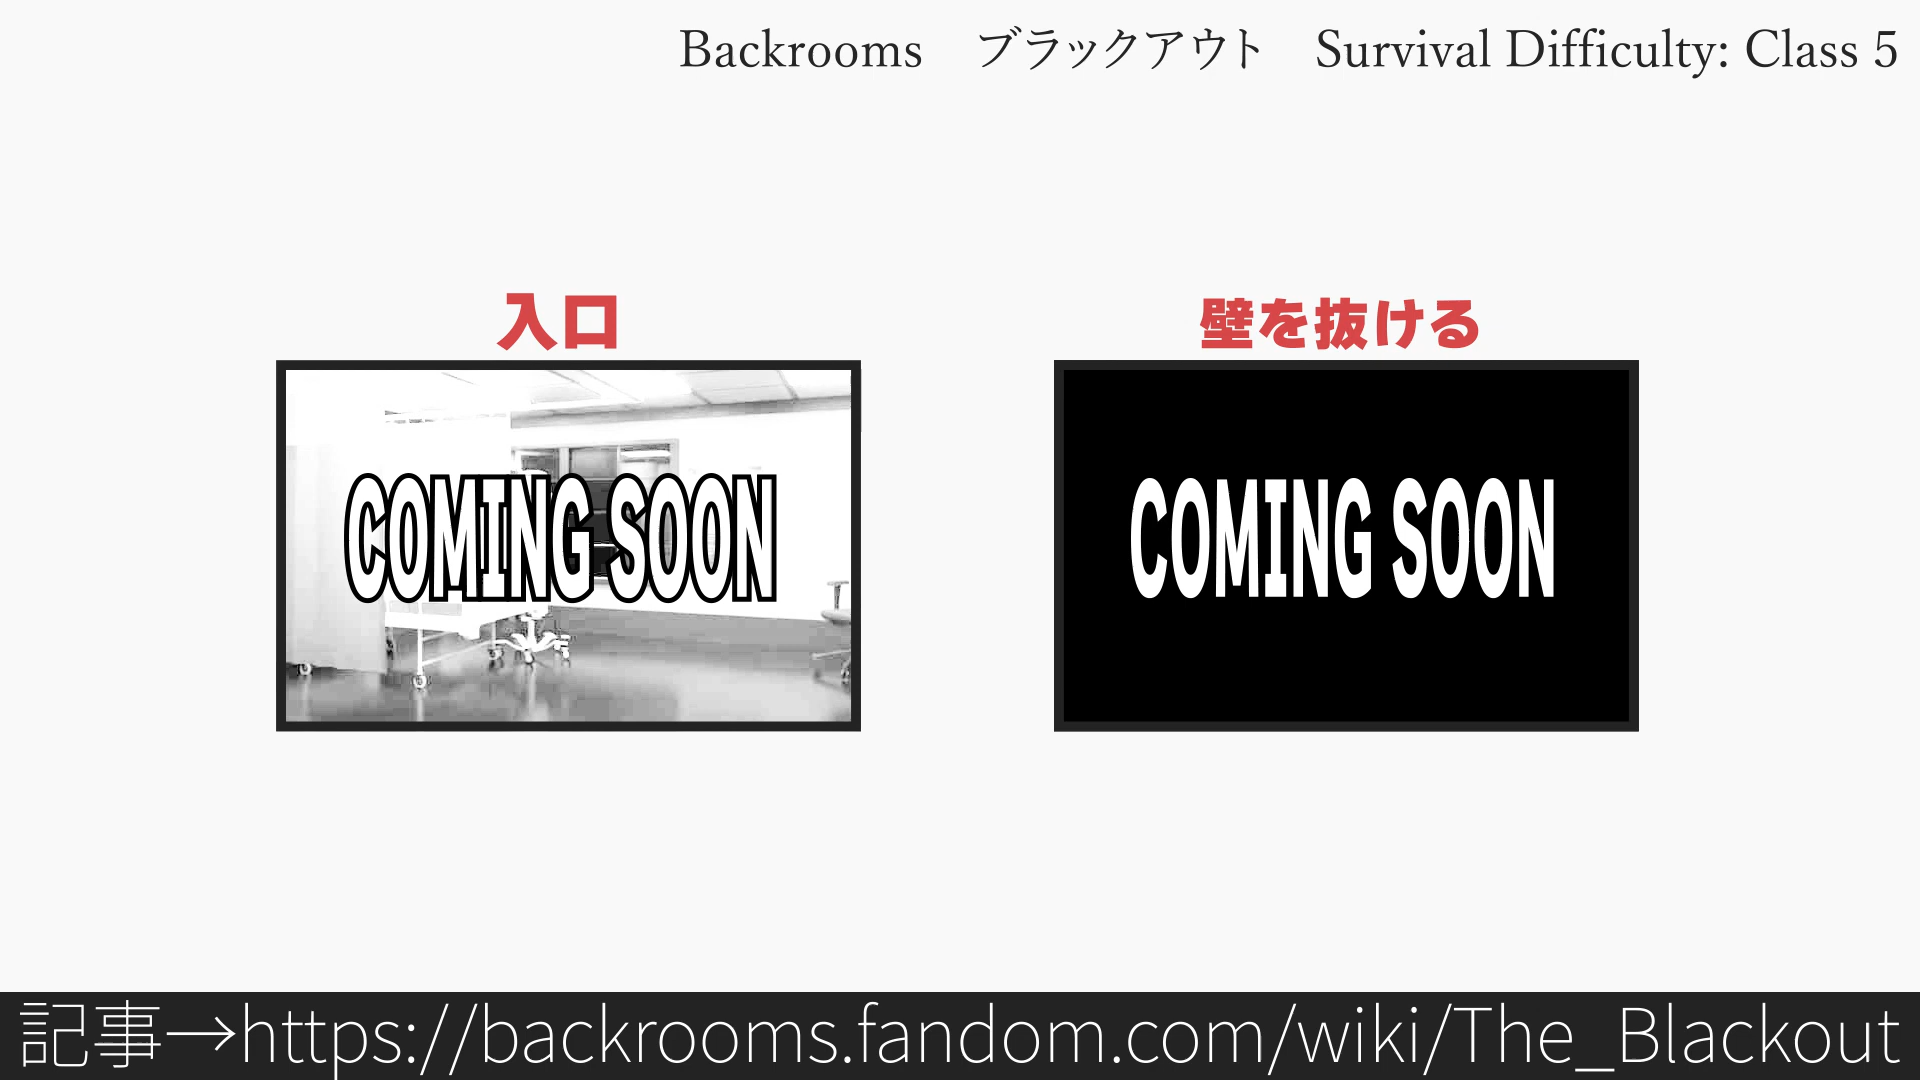 Backrooms ブラックアウト Survival Difficulty: Class 5
入口
壁を抜ける
COMING SOON
COMING SOON
記事→https://backrooms.fandom.com/wiki/The_Blackout